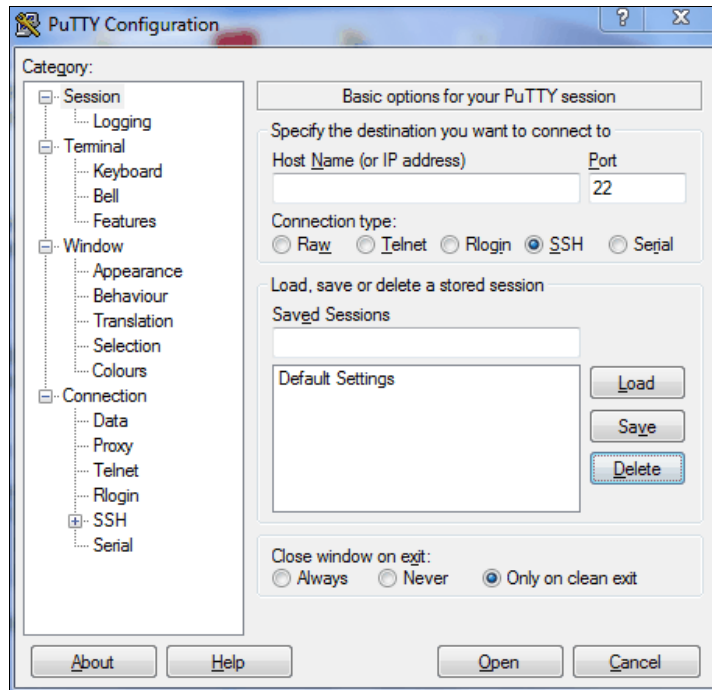 PuTTY Configuration
Category:
Session
Logging
Terminal
Keyboard
Bell
Features
Window
Appearance
Behaviour
Translation
Selection
Colours
Connection
Data
Proxy
Telnet
Rlogin
SSH
Serial
Basic options for your PuTTY session
Specify the destination you want to connect to
Host Name (or IP address) Port
22
Connection type:
Raw Telnet Rlogin SSH Serial
Load, save or delete a stored session
Saved Sessions
Default Settings
Load
Save
Delete
Close window on exit:
Always Never Only on clean exit
About Help Open Cancel